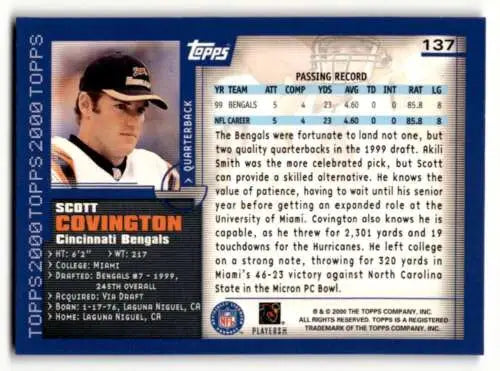 TOPPS 2000 TOPPS 2000 TOPPS 2000 TOPPS
Topps
137
QUARTERBACK
SCOTT
COVINGTON
Cincinnati Bengals
> HT: 6'2" > WT: 217
> COLLEGE: MIAMI
> DRAFTED: BENGALS #7 - 1999,
245TH OVERALL
> ACQUIRED: VIA DRAFT
> BORN: 1-17-76, LAGUNA NIGUEL, CA
> HOME: LAGUNA NIGUEL, CA
PASSING RECORD
YR TEAM ATT COMP YDS AVG TD INT RAT LG
99 BENGALS 5 4 23 4.60 0 0 85.8 8
NFL CAREER 5 4 23 4.60 0 0 85.8 8
The Bengals were fortunate to land not one, but
two quality quarterbacks in the 1999 draft. Akili
Smith was the more celebrated pick, but Scott
can provide a skilled alternative. He knows the
value of patience, having to wait until his senior
year before getting an expanded role at the
University of Miami. Covington also knows he is
capable, as he threw for 2,301 yards and 19
touchdowns for the Hurricanes. He left college
on a strong note, throwing for 320 yards in
Miami's 46-23 victory against North Carolina
State in the Micron PC Bowl.
NFL
PLAYERS
® & © 2000 THE TOPPS COMPANY, INC.
ALL RIGHTS RESERVED. TOPPS IS A REGISTERED
TRADEMARK OF THE TOPPS COMPANY, INC.